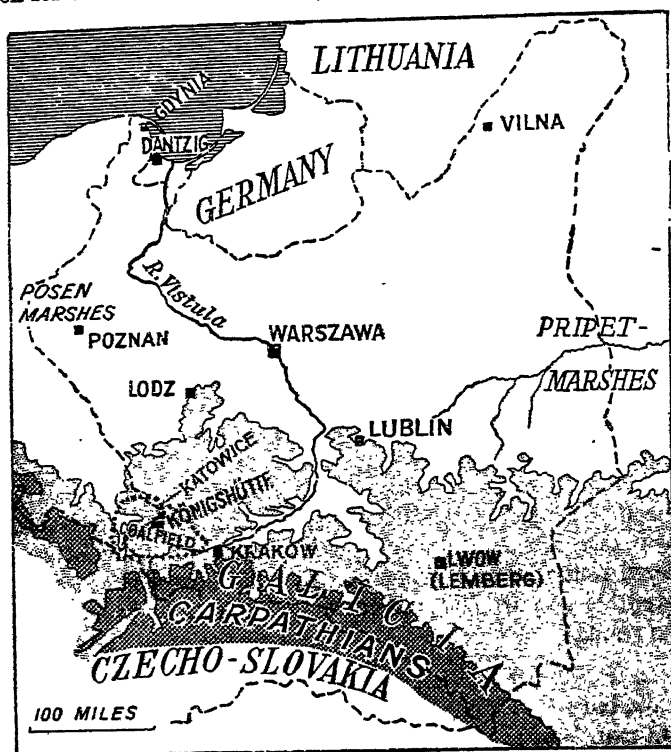 LITHUANIA
GDYNIA
DANTZIG
VILNA
GERMANY
R. Vistula
POSEN
MARSHES
POZNAN
WARSZAWA
PRIPET-
MARSHES
LODZ
LUBLIN
KATOWICE
KÖNIGSHÜTTE
COALFIELD
KRAKOW
LWOW
(LEMBERG)
GALICIA
CARPATHIANS
CZECHO-SLOVAKIA
100 MILES